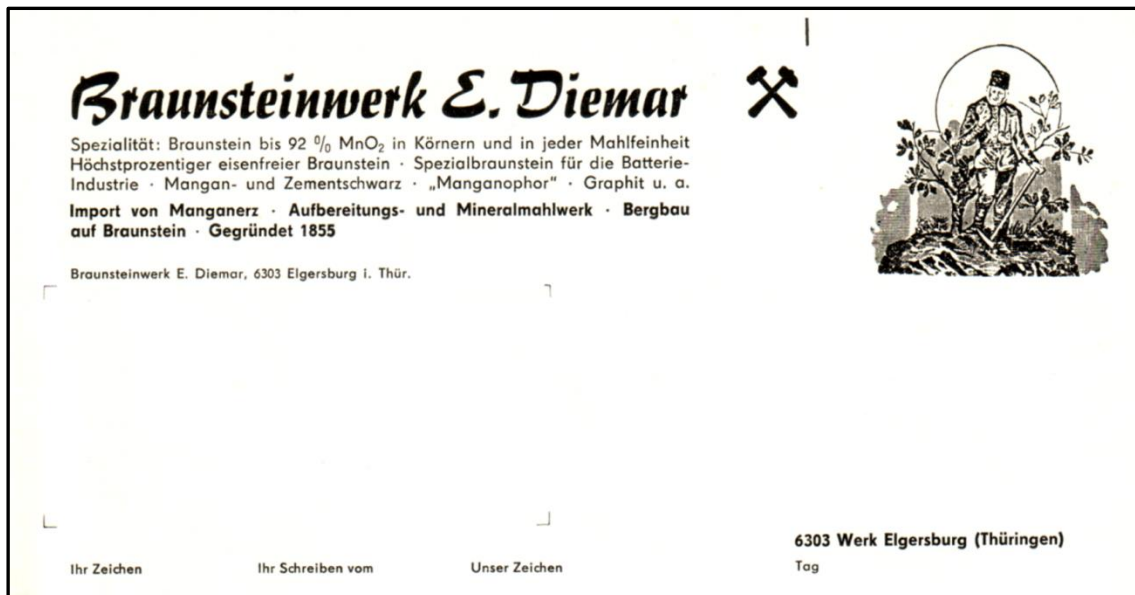 Braunsteinwerk E. Diemar
Spezialität: Braunstein bis 92 % MnO₂ in Körnern und in jeder Mahlfeinheit
Höchstprozentiger eisenfreier Braunstein · Spezialbraunstein für die Batterie-
Industrie · Mangan- und Zementschwarz · „Manganophor“ · Graphit u. a.
Import von Manganerz · Aufbereitungs- und Mineralmahlwerk · Bergbau
auf Braunstein · Gegründet 1855
Braunsteinwerk E. Diemar, 6303 Elgersburg i. Thür.
6303 Werk Elgersburg (Thüringen)
Ihr Zeichen Ihr Schreiben vom Unser Zeichen Tag